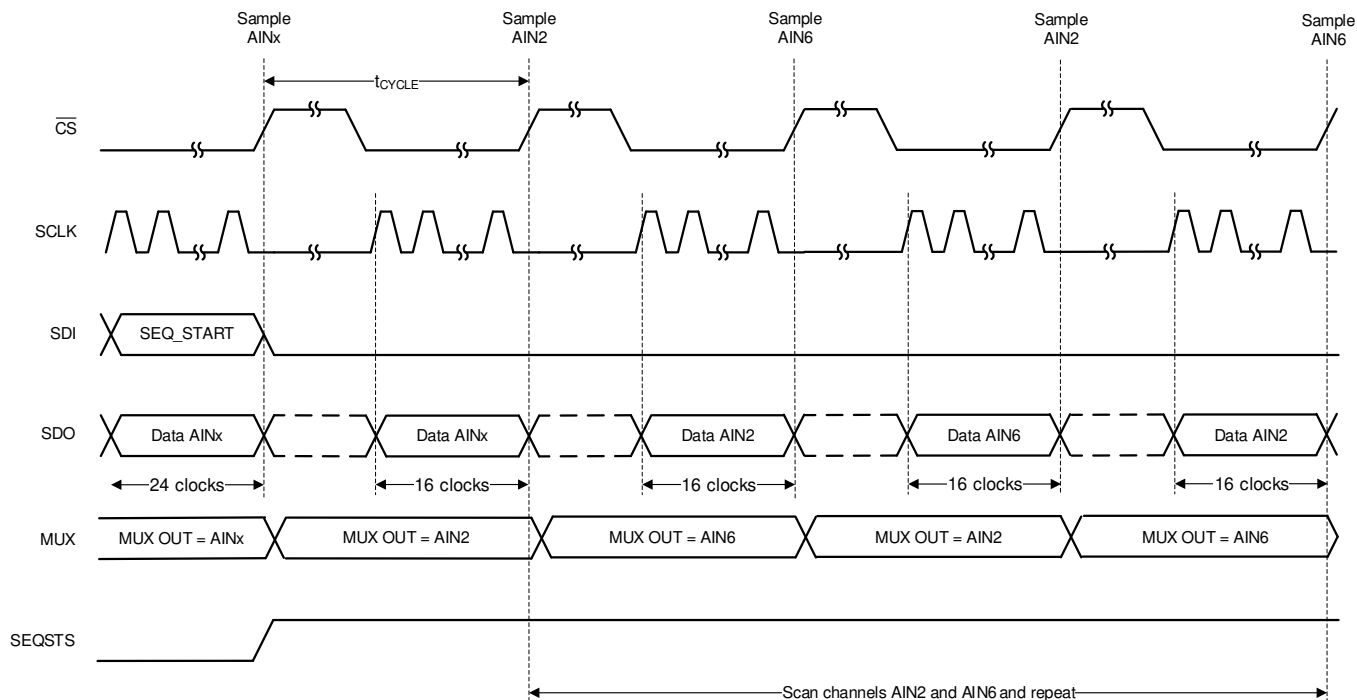 Sample AINx
Sample AIN2
Sample AIN6
Sample AIN2
Sample AIN6
tCYCLE
CS
SCLK
SDI
SEQ_START
SDO
Data AINx
Data AINx
Data AIN2
Data AIN6
Data AIN2
24 clocks
16 clocks
16 clocks
16 clocks
16 clocks
MUX
MUX OUT = AINx
MUX OUT = AIN2
MUX OUT = AIN6
MUX OUT = AIN2
MUX OUT = AIN6
SEQSTS
Scan channels AIN2 and AIN6 and repeat